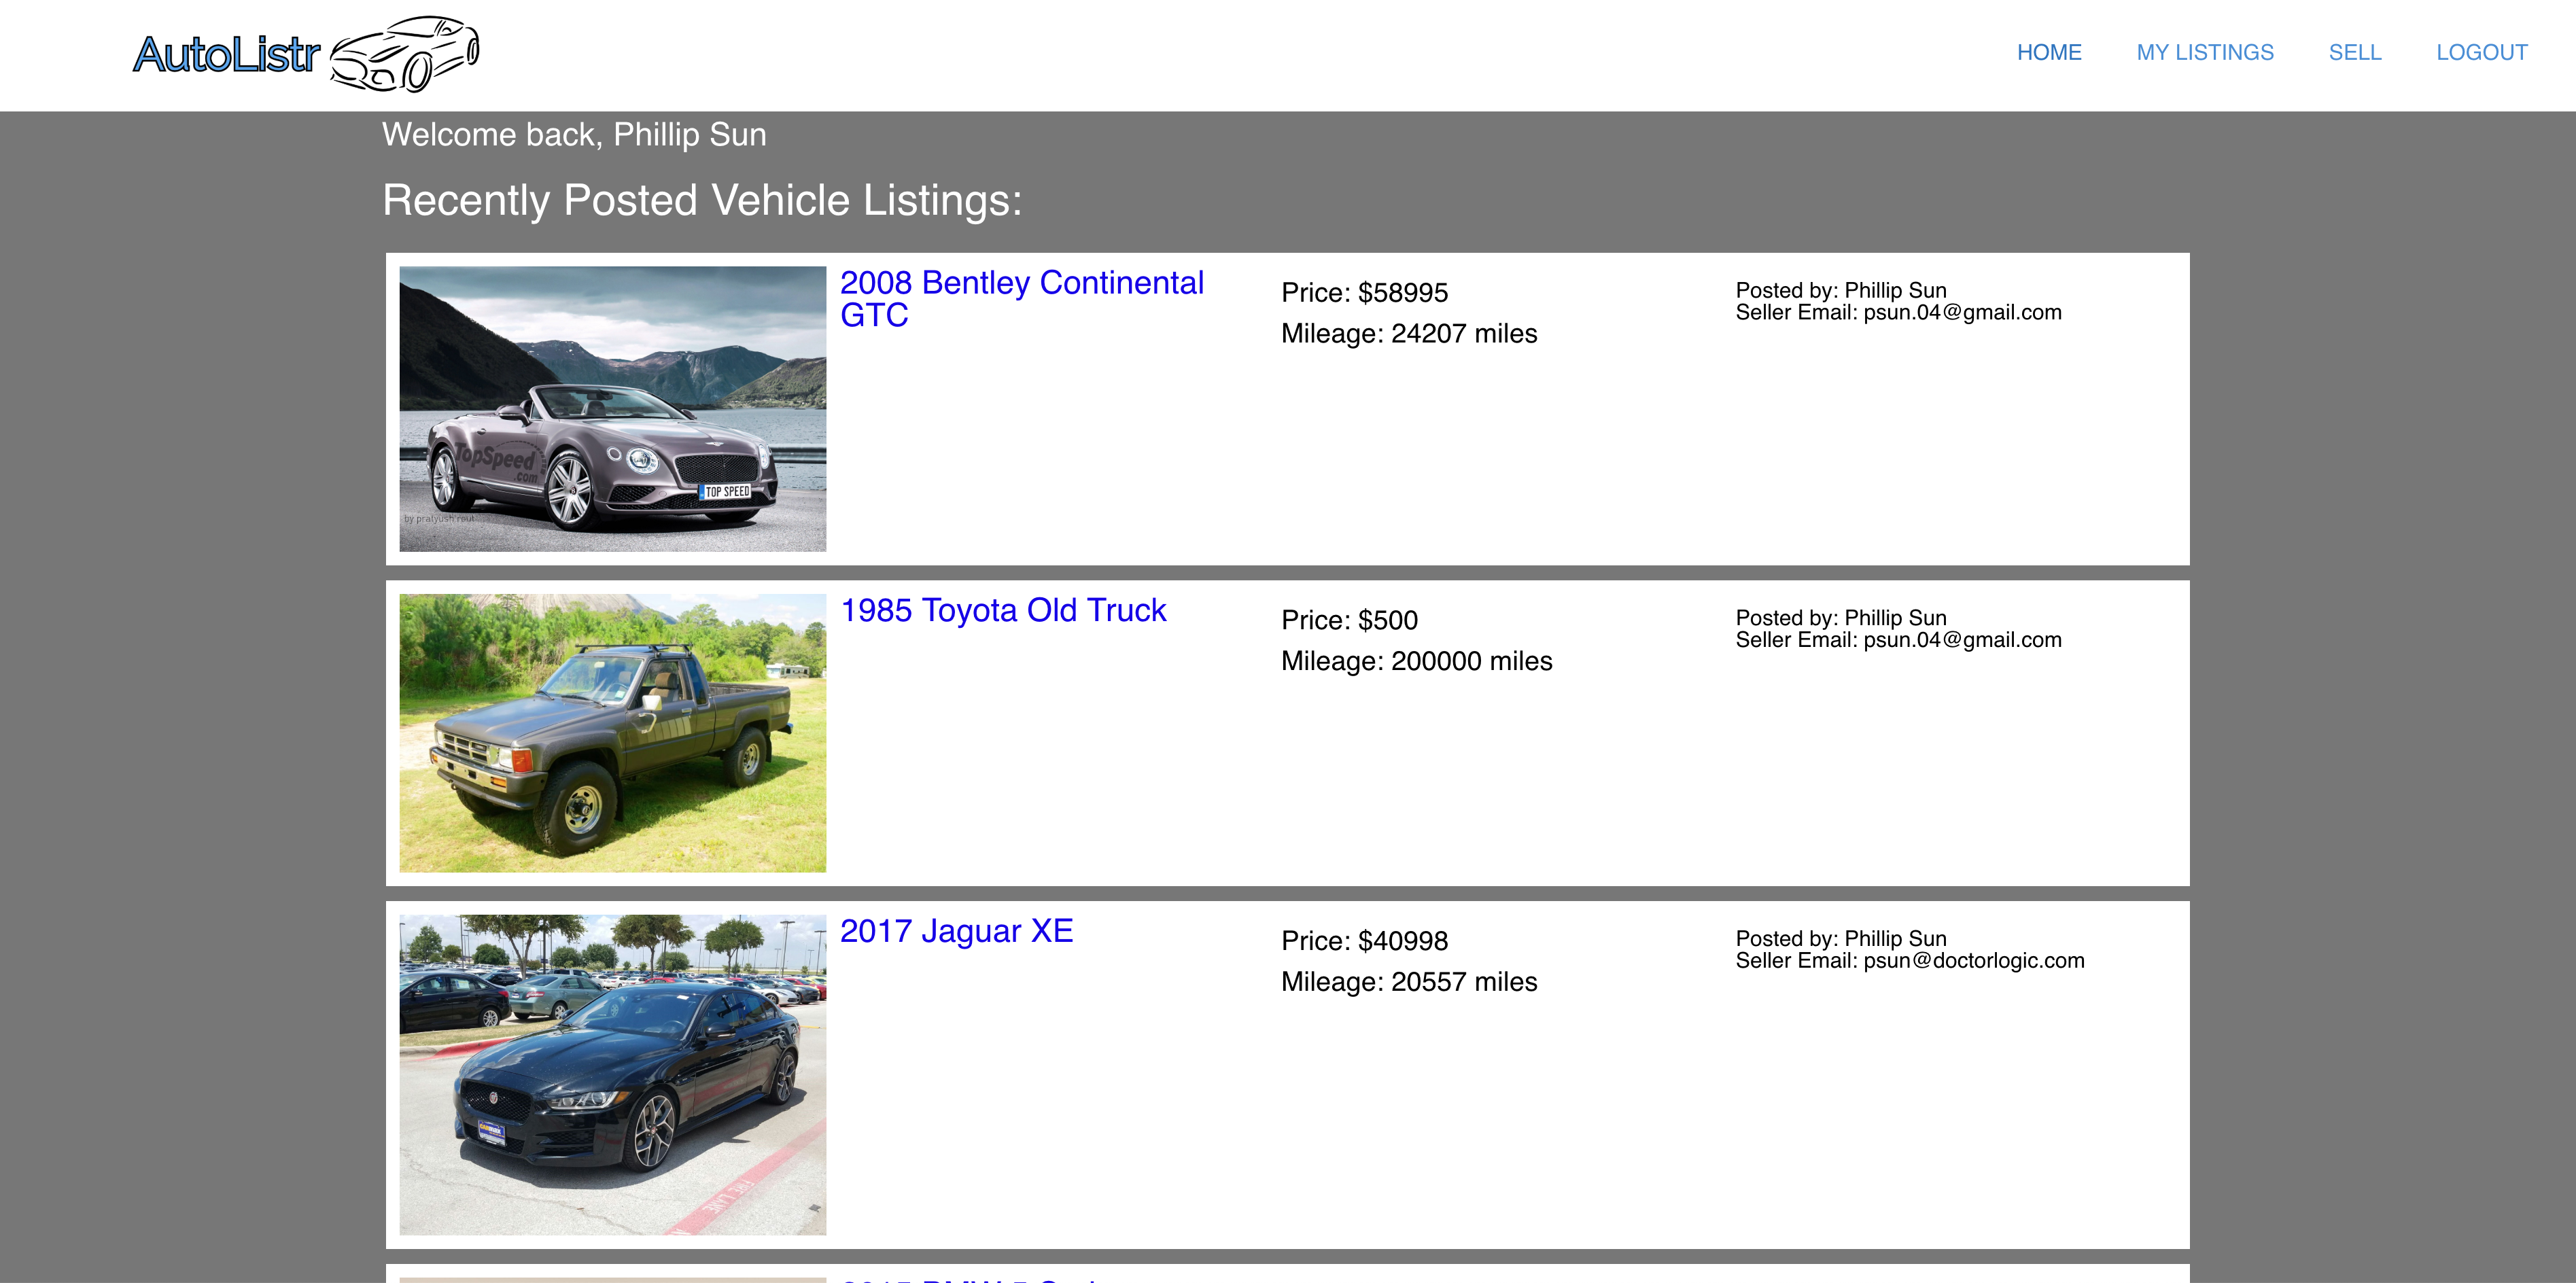 AutoListr
HOME MY LISTINGS SELL LOGOUT
Welcome back, Phillip Sun
Recently Posted Vehicle Listings:
2008 Bentley Continental
GTC
Price: $58995
Mileage: 24207 miles
Posted by: Phillip Sun
Seller Email: psun.04@gmail.com
TopSpeed
.com
TOP SPEED
by pratyush rout
1985 Toyota Old Truck
Price: $500
Mileage: 200000 miles
Posted by: Phillip Sun
Seller Email: psun.04@gmail.com
2017 Jaguar XE
Price: $40998
Mileage: 20557 miles
Posted by: Phillip Sun
Seller Email: psun@doctorlogic.com
FIRE LANE